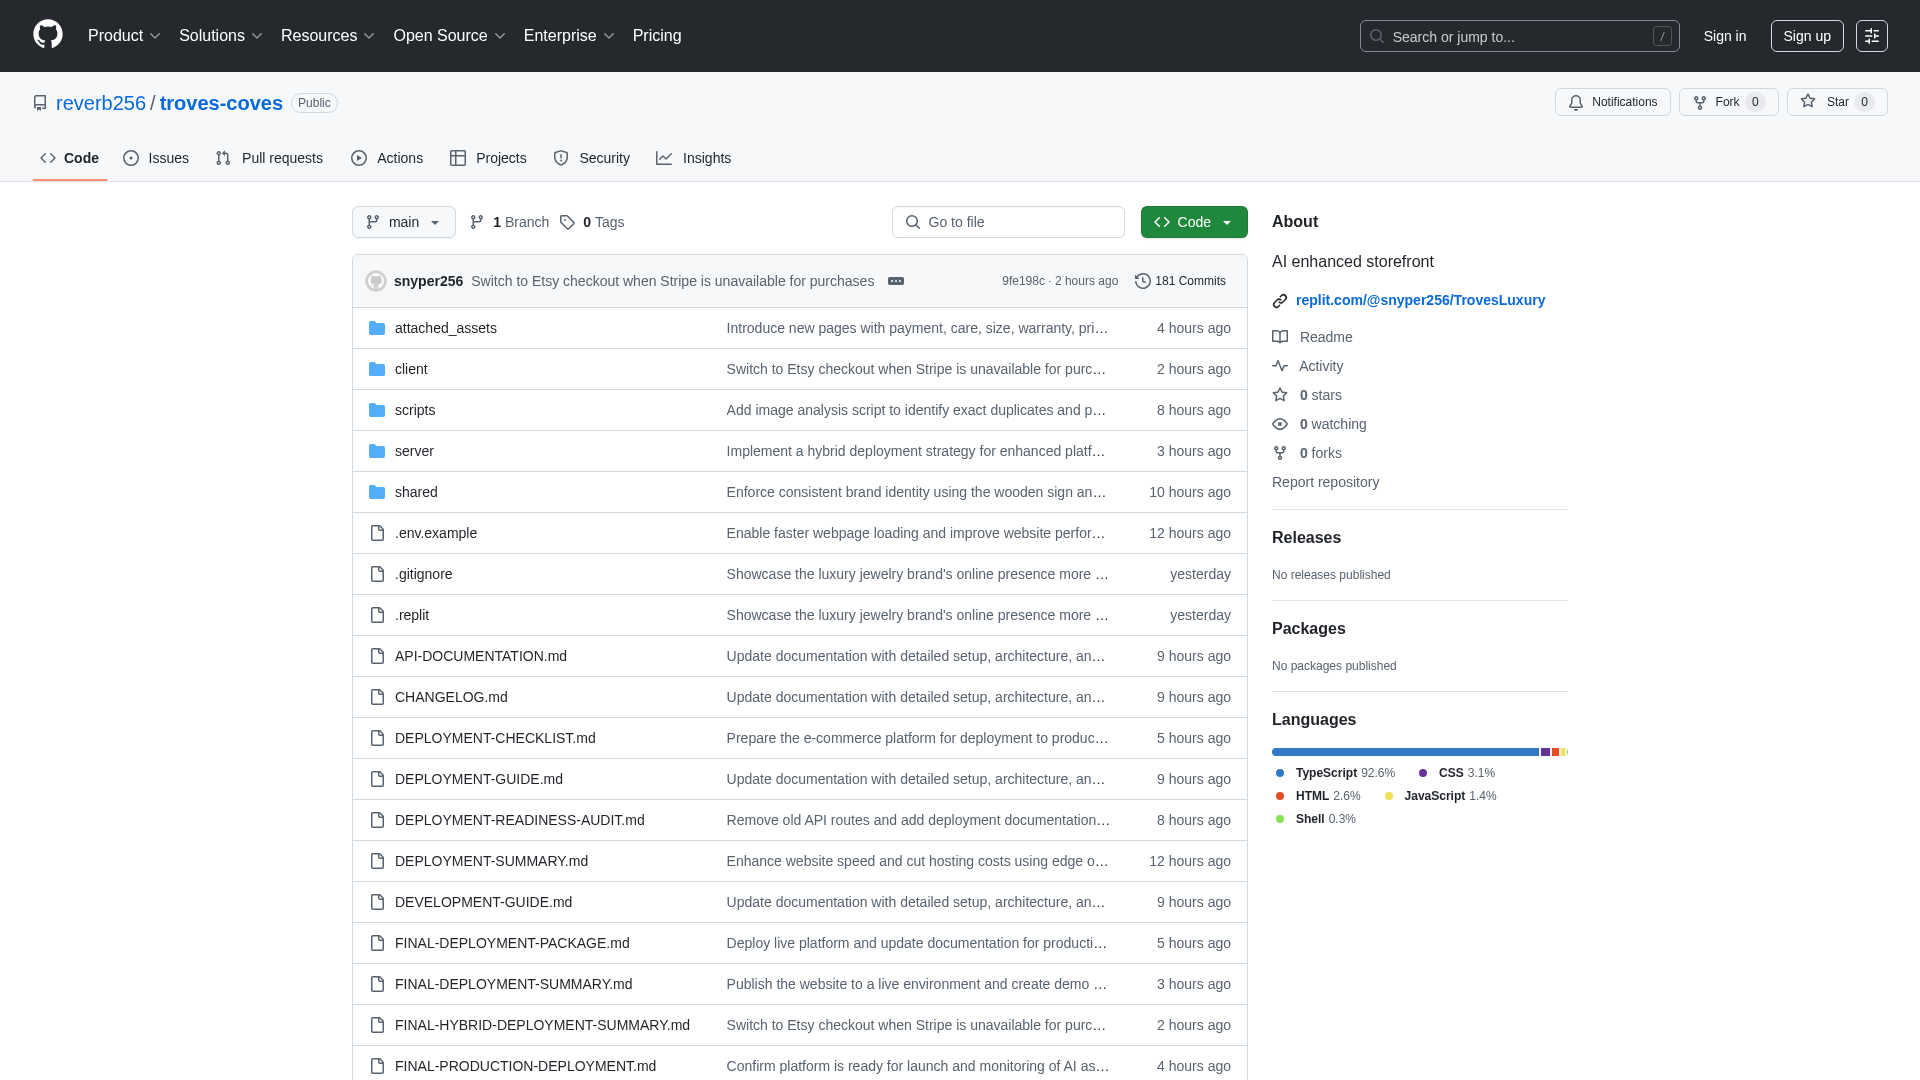 Product Solutions Resources Open Source Enterprise Pricing Search or jump to... / Sign in Sign up
reverb256 / troves-coves Public Notifications Fork 0 Star 0
Code Issues Pull requests Actions Projects Security Insights
main 1 Branch 0 Tags Go to file Code
snyper256 Switch to Etsy checkout when Stripe is unavailable for purchases 9fe198c · 2 hours ago 181 Commits
attached_assets Introduce new pages with payment, care, size, warranty, pri… 4 hours ago
client Switch to Etsy checkout when Stripe is unavailable for purc… 2 hours ago
scripts Add image analysis script to identify exact duplicates and p… 8 hours ago
server Implement a hybrid deployment strategy for enhanced platf… 3 hours ago
shared Enforce consistent brand identity using the wooden sign an… 10 hours ago
.env.example Enable faster webpage loading and improve website perfor… 12 hours ago
.gitignore Showcase the luxury jewelry brand's online presence more … yesterday
.replit Showcase the luxury jewelry brand's online presence more … yesterday
API-DOCUMENTATION.md Update documentation with detailed setup, architecture, an… 9 hours ago
CHANGELOG.md Update documentation with detailed setup, architecture, an… 9 hours ago
DEPLOYMENT-CHECKLIST.md Prepare the e-commerce platform for deployment to produc… 5 hours ago
DEPLOYMENT-GUIDE.md Update documentation with detailed setup, architecture, an… 9 hours ago
DEPLOYMENT-READINESS-AUDIT.md Remove old API routes and add deployment documentation… 8 hours ago
DEPLOYMENT-SUMMARY.md Enhance website speed and cut hosting costs using edge o… 12 hours ago
DEVELOPMENT-GUIDE.md Update documentation with detailed setup, architecture, an… 9 hours ago
FINAL-DEPLOYMENT-PACKAGE.md Deploy live platform and update documentation for producti… 5 hours ago
FINAL-DEPLOYMENT-SUMMARY.md Publish the website to a live environment and create demo … 3 hours ago
FINAL-HYBRID-DEPLOYMENT-SUMMARY.md Switch to Etsy checkout when Stripe is unavailable for purc… 2 hours ago
FINAL-PRODUCTION-DEPLOYMENT.md Confirm platform is ready for launch and monitoring of AI as… 4 hours ago
About
AI enhanced storefront
replit.com/@snyper256/TrovesLuxury
Readme
Activity
0 stars
0 watching
0 forks
Report repository
Releases
No releases published
Packages
No packages published
Languages
TypeScript 92.6% CSS 3.1%
HTML 2.6% JavaScript 1.4%
Shell 0.3%